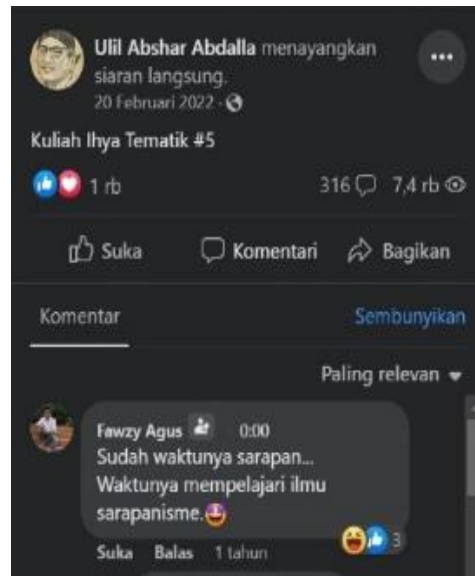 Ulil Abshar Abdalla menayangkan
siaran langsung.
20 Februari 2022 ·
Kuliah Ihya Tematik #5
1 rb 316 7,4 rb
Suka Komentari Bagikan
Komentar Sembunyikan
Paling relevan
Fawzy Agus 0:00
Sudah waktunya sarapan...
Waktunya mempelajari ilmu
sarapanisme.🤩
3
Suka Balas 1 tahun